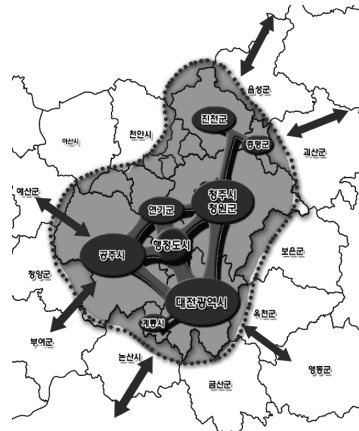 음성군
진천군
천안시
증평군
아산시
괴산군
예산군
청주시
청원군
연기군
행정도시
공주시
보은군
청양군
대전광역시
계룡시
옥천군
부여군
논산시
금산군
영동군